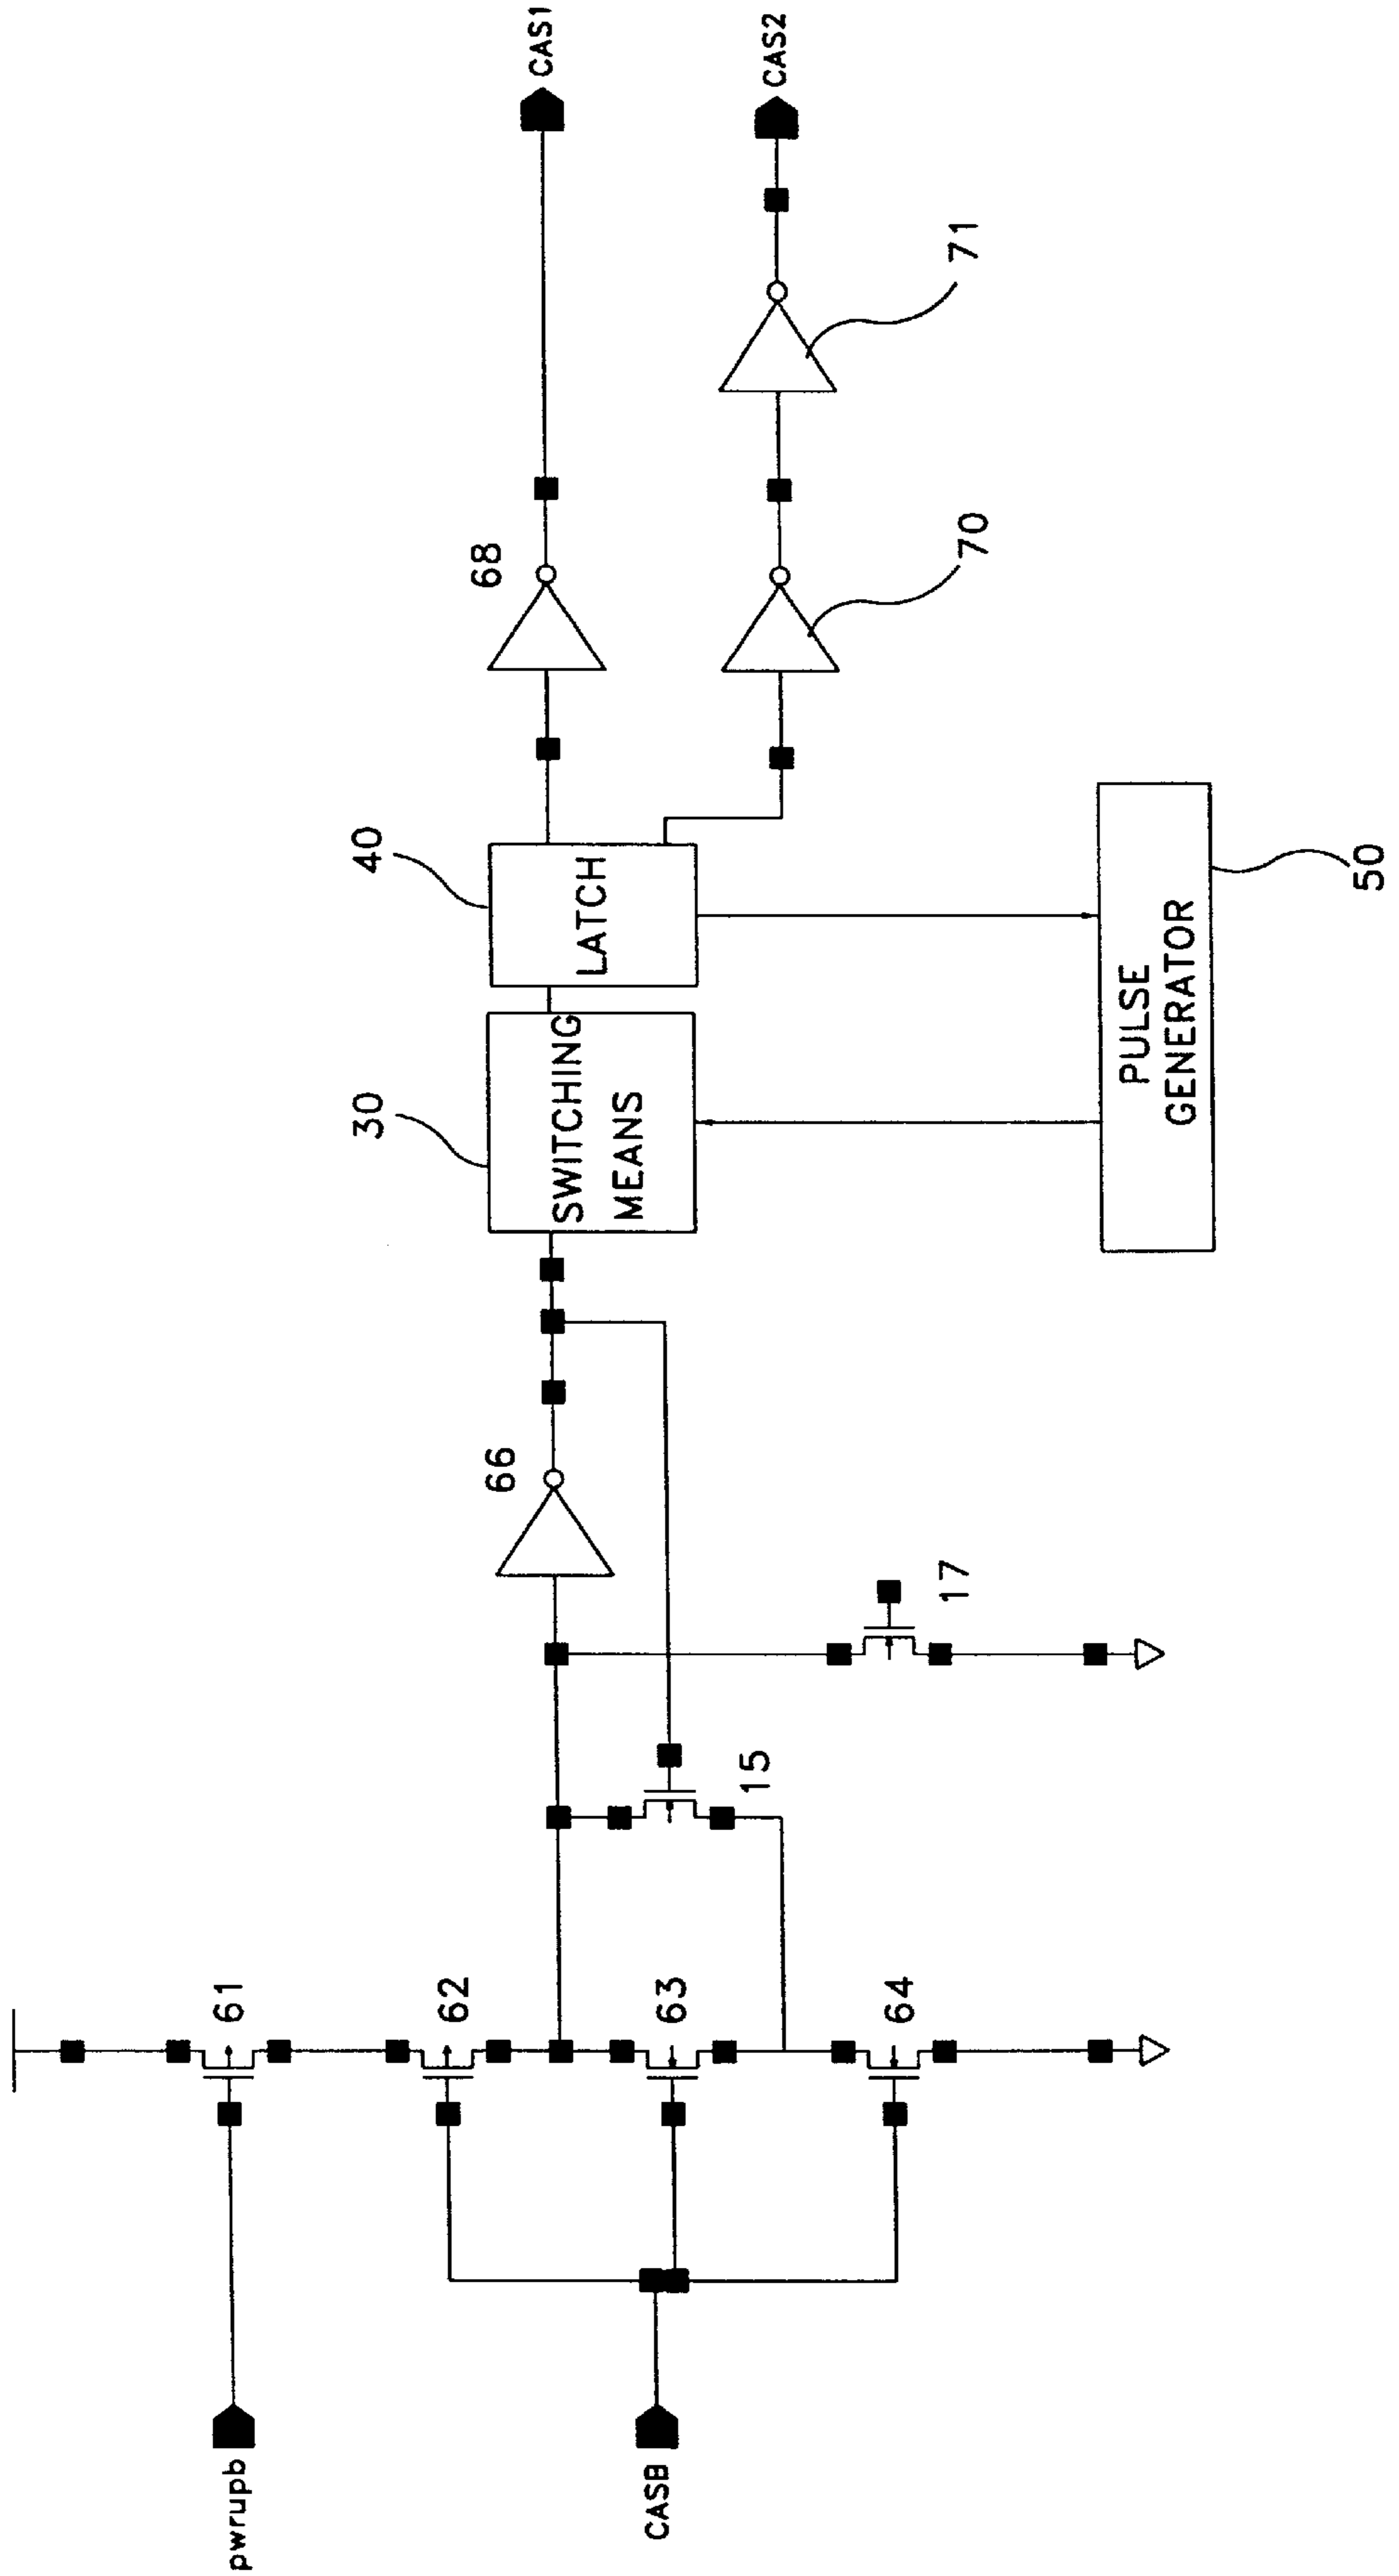 pwrupb
CASB
61
62
63
64
15
17
66
30
SWITCHING
MEANS
40
LATCH
PULSE
GENERATOR
50
68
70
71
CAS1
CAS2